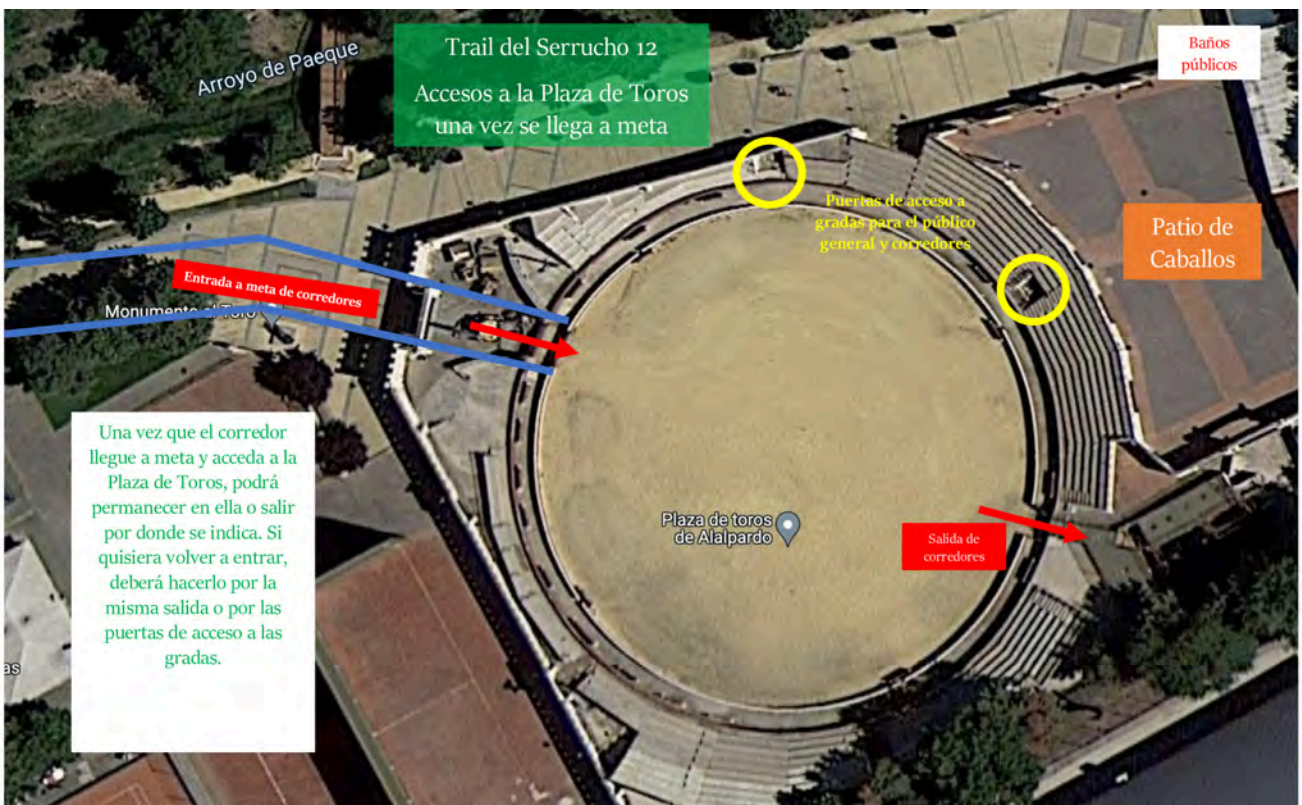 Trail del Serrucho 12
Accesos a la Plaza de Toros
una vez se llega a meta
Baños
públicos
Arroyo de Paeque
Puertas de acceso a
gradas para el público
general y corredores
Patio de
Caballos
Entrada a meta de corredores
Monumento al Toro
Una vez que el corredor
llegue a meta y acceda a la
Plaza de Toros, podrá
permanecer en ella o salir
por donde se indica. Si
quisiera volver a entrar,
deberá hacerlo por la
misma salida o por las
puertas de acceso a las
gradas.
Plaza de toros
de Alalpardo
Salida de
corredores
as